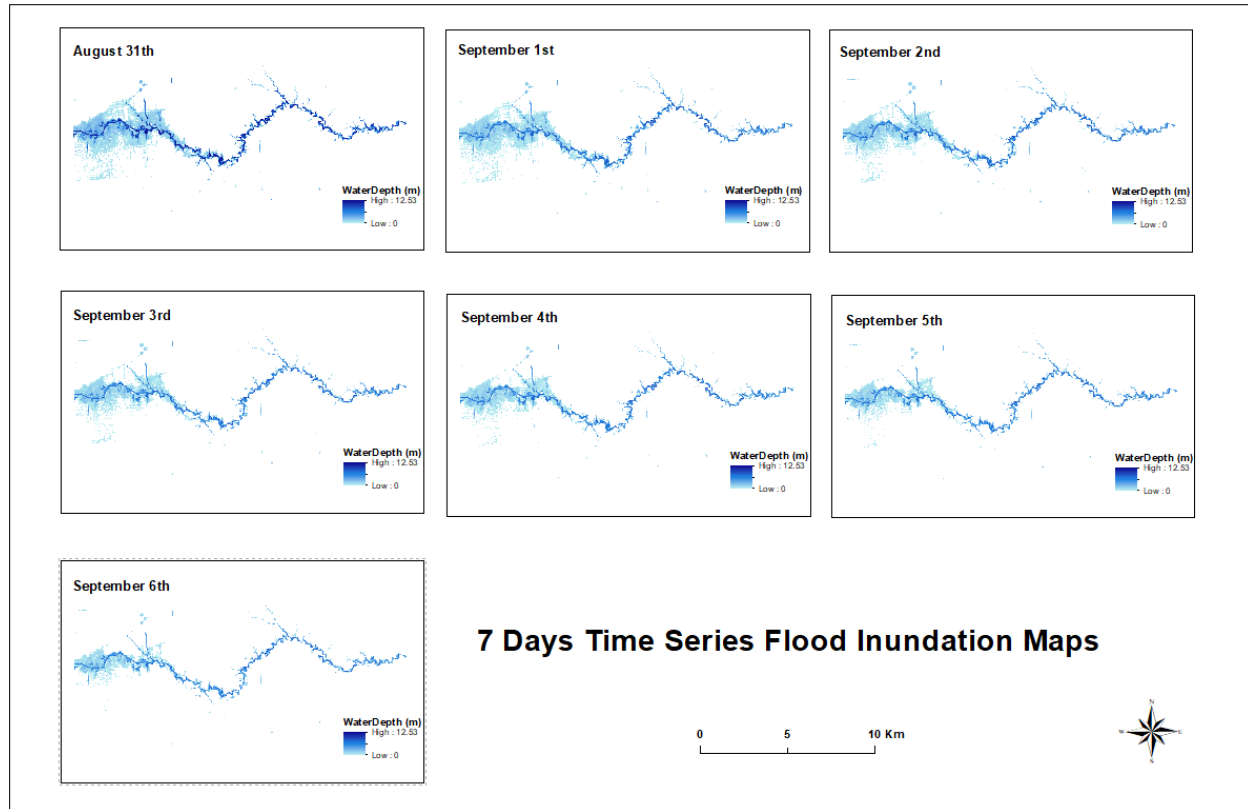 August 31th
WaterDepth (m)
High : 12.53
Low : 0
September 1st
WaterDepth (m)
High : 12.53
Low : 0
September 2nd
WaterDepth (m)
High : 12.53
Low : 0
September 3rd
WaterDepth (m)
High : 12.53
Low : 0
September 4th
WaterDepth (m)
High : 12.53
Low : 0
September 5th
WaterDepth (m)
High : 12.53
Low : 0
September 6th
WaterDepth (m)
High : 12.53
Low : 0
7 Days Time Series Flood Inundation Maps
0 5 10 Km
N
W E
S